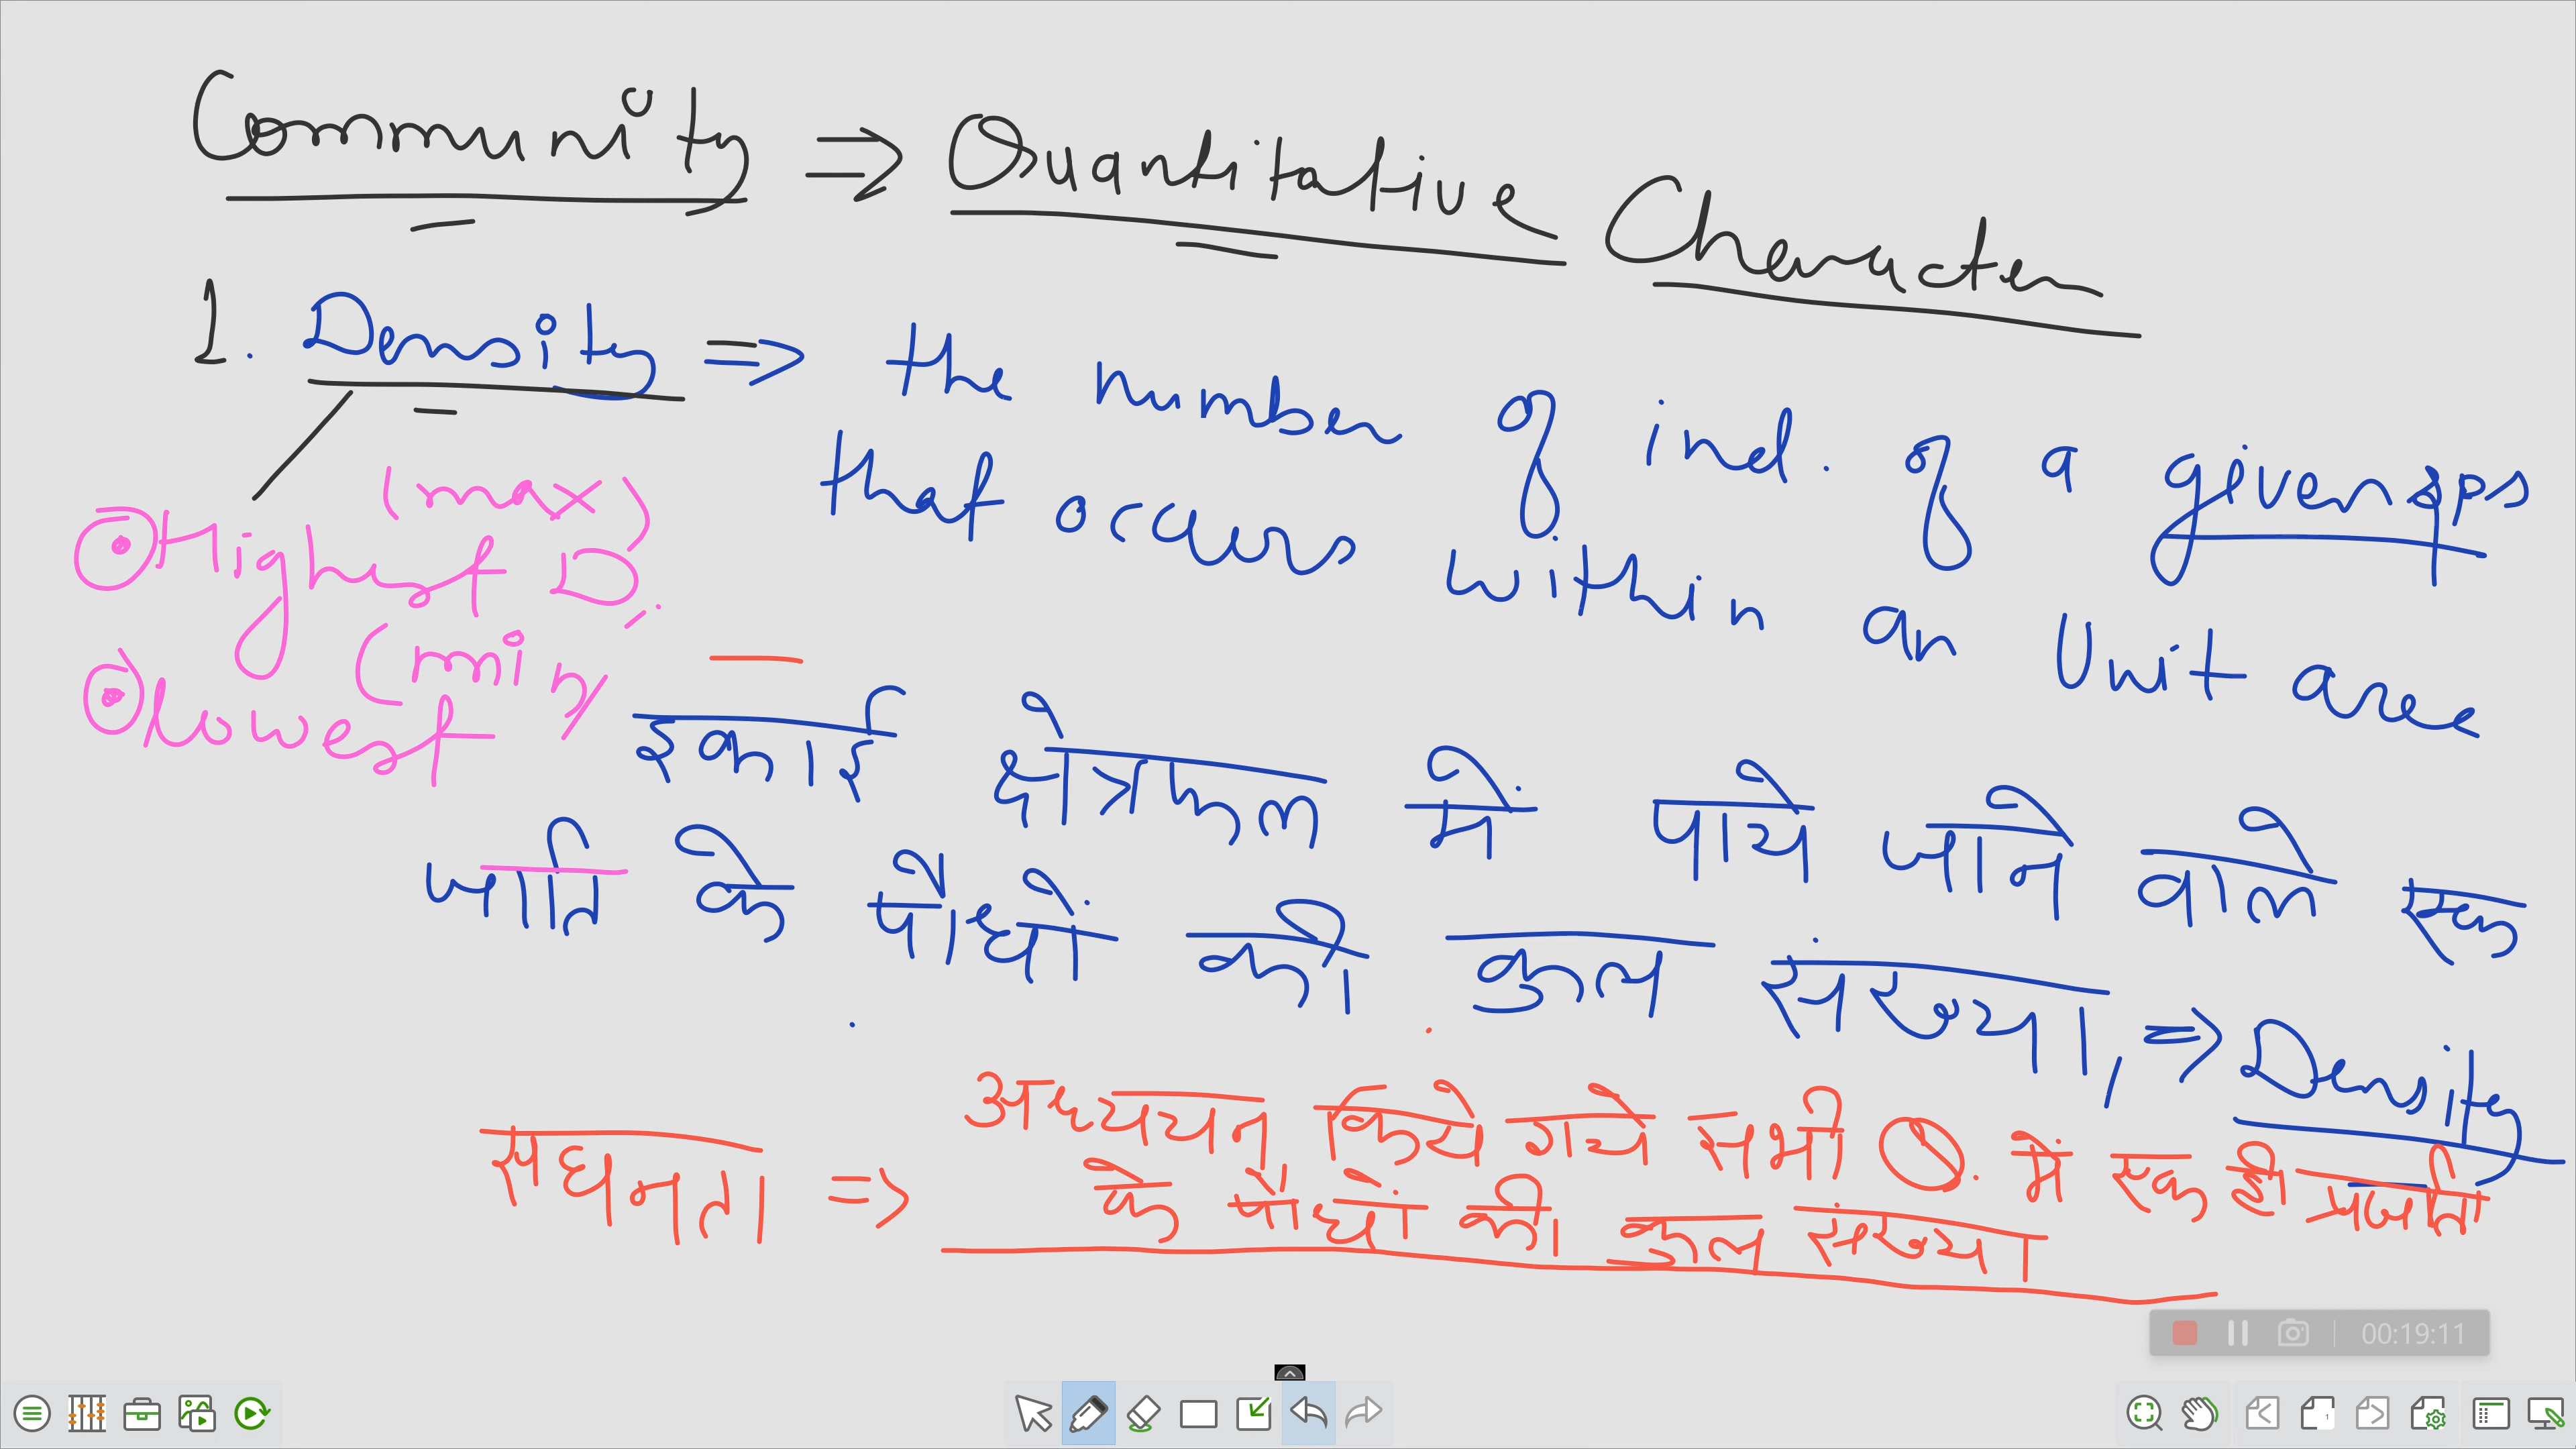 Community ⇒ Quantitative Character
1. Density ⇒ the number of ind. of a given sps
that occurs within an Unit area
(max)
Highest D.
(min)
Lowest
इकाई क्षेत्रफल में पाये जाने वाले एक
जाति के पौधों की कुल संख्या, ⇒ Density
सघनता ⇒ अध्ययन किये गये सभी Q. में एक ही प्रजाति
के पौधों की कुल संख्या
00:19:11